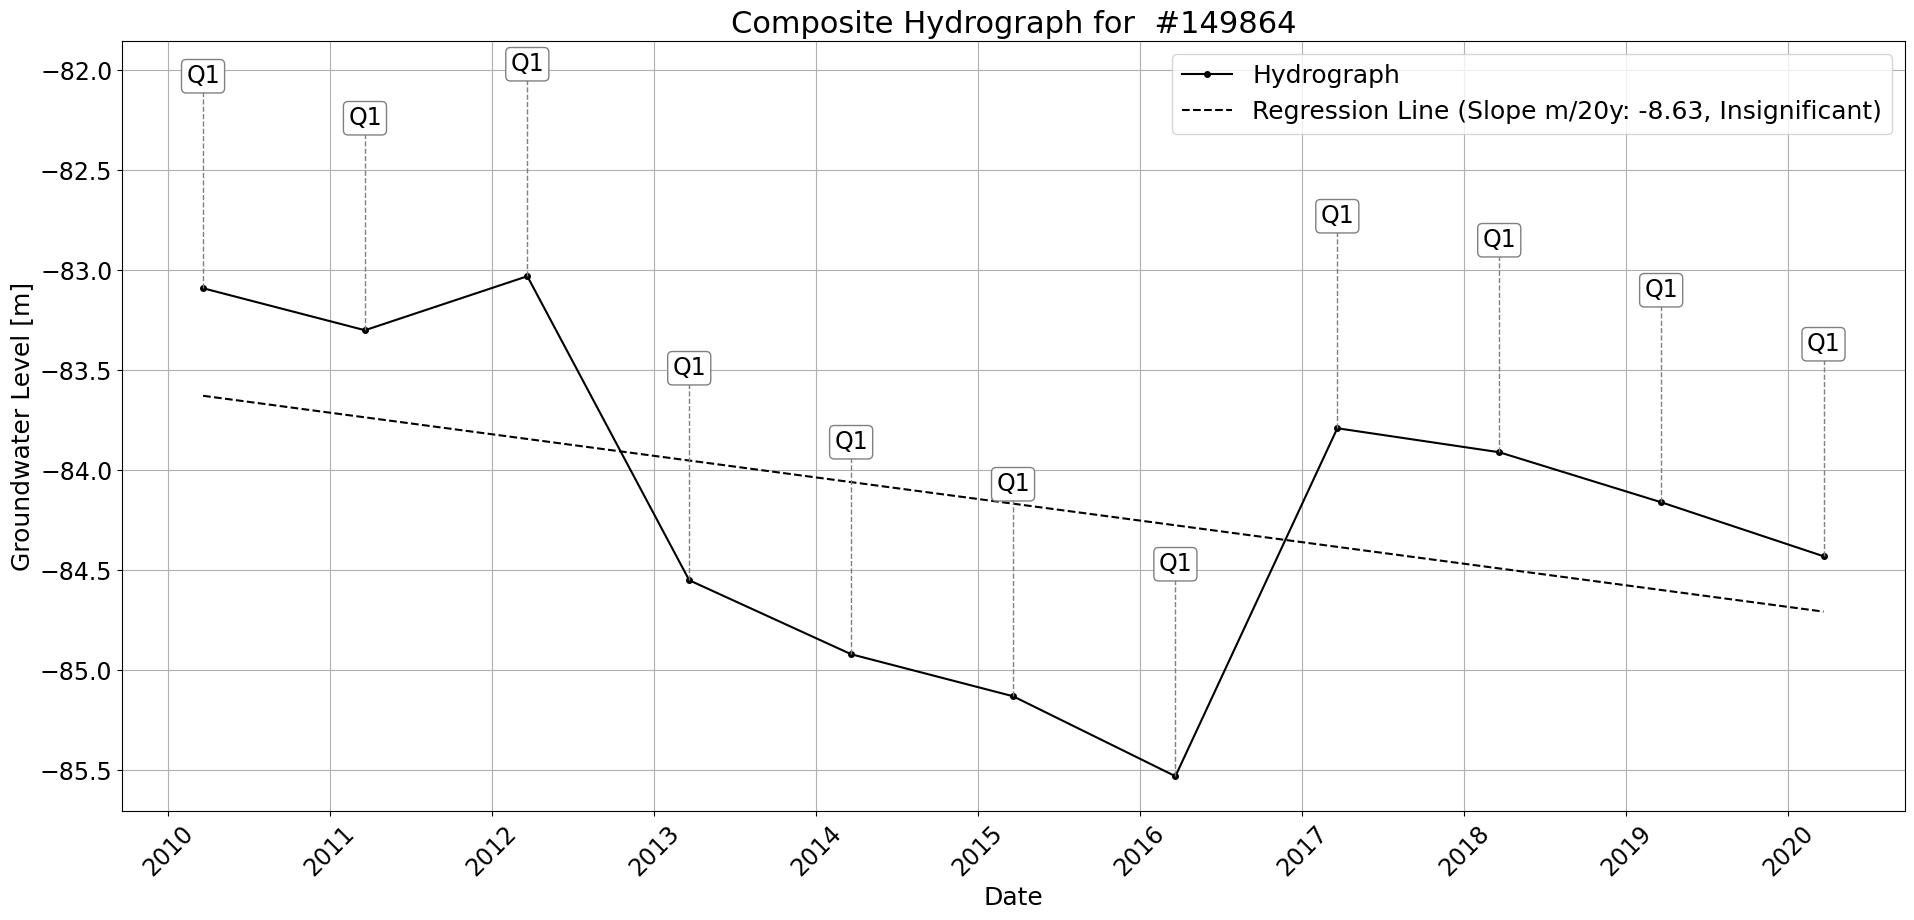 Composite Hydrograph for  #149864
Hydrograph
Regression Line (Slope m/20y: -8.63, Insignificant)
Groundwater Level [m]
−82.0
−82.5
−83.0
−83.5
−84.0
−84.5
−85.0
−85.5
Q1
Q1
Q1
Q1
Q1
Q1
Q1
Q1
Q1
Q1
Q1
2010
2011
2012
2013
2014
2015
2016
2017
2018
2019
2020
Date